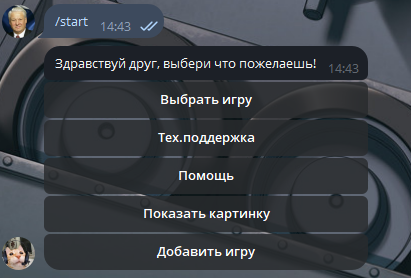 /start 14:43
Здравствуй друг, выбери что пожелаешь! 14:43
Выбрать игру
Тех.поддержка
Помощь
Показать картинку
Добавить игру